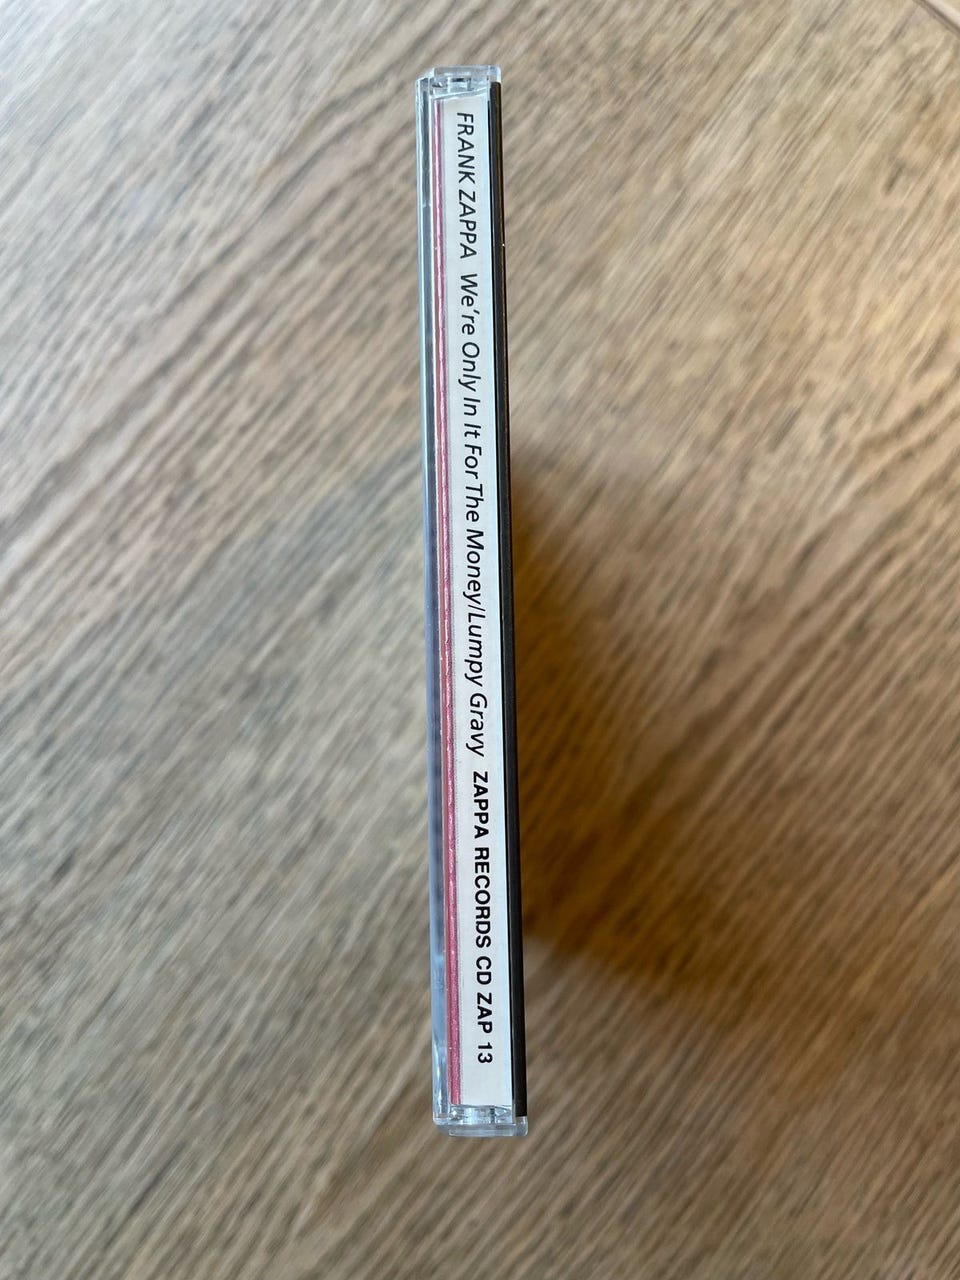 FRANK ZAPPA We're Only In It For The Money/Lumpy Gravy ZAPPA RECORDS CD ZAP 13